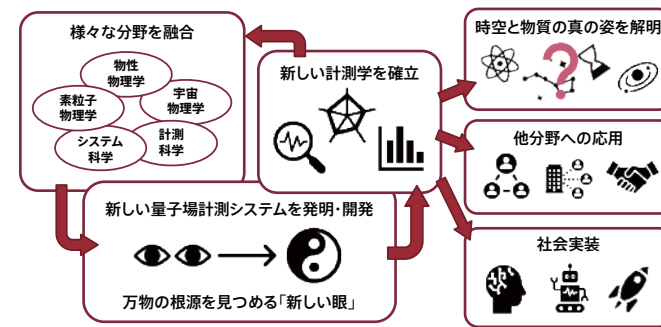 様々な分野を融合
物性
物理学
素粒子
物理学
宇宙
物理学
システム
科学
計測
科学
新しい計測学を確立
新しい量子場計測システムを発明・開発
万物の根源を見つめる「新しい眼」
時空と物質の真の姿を解明
?
他分野への応用
社会実装